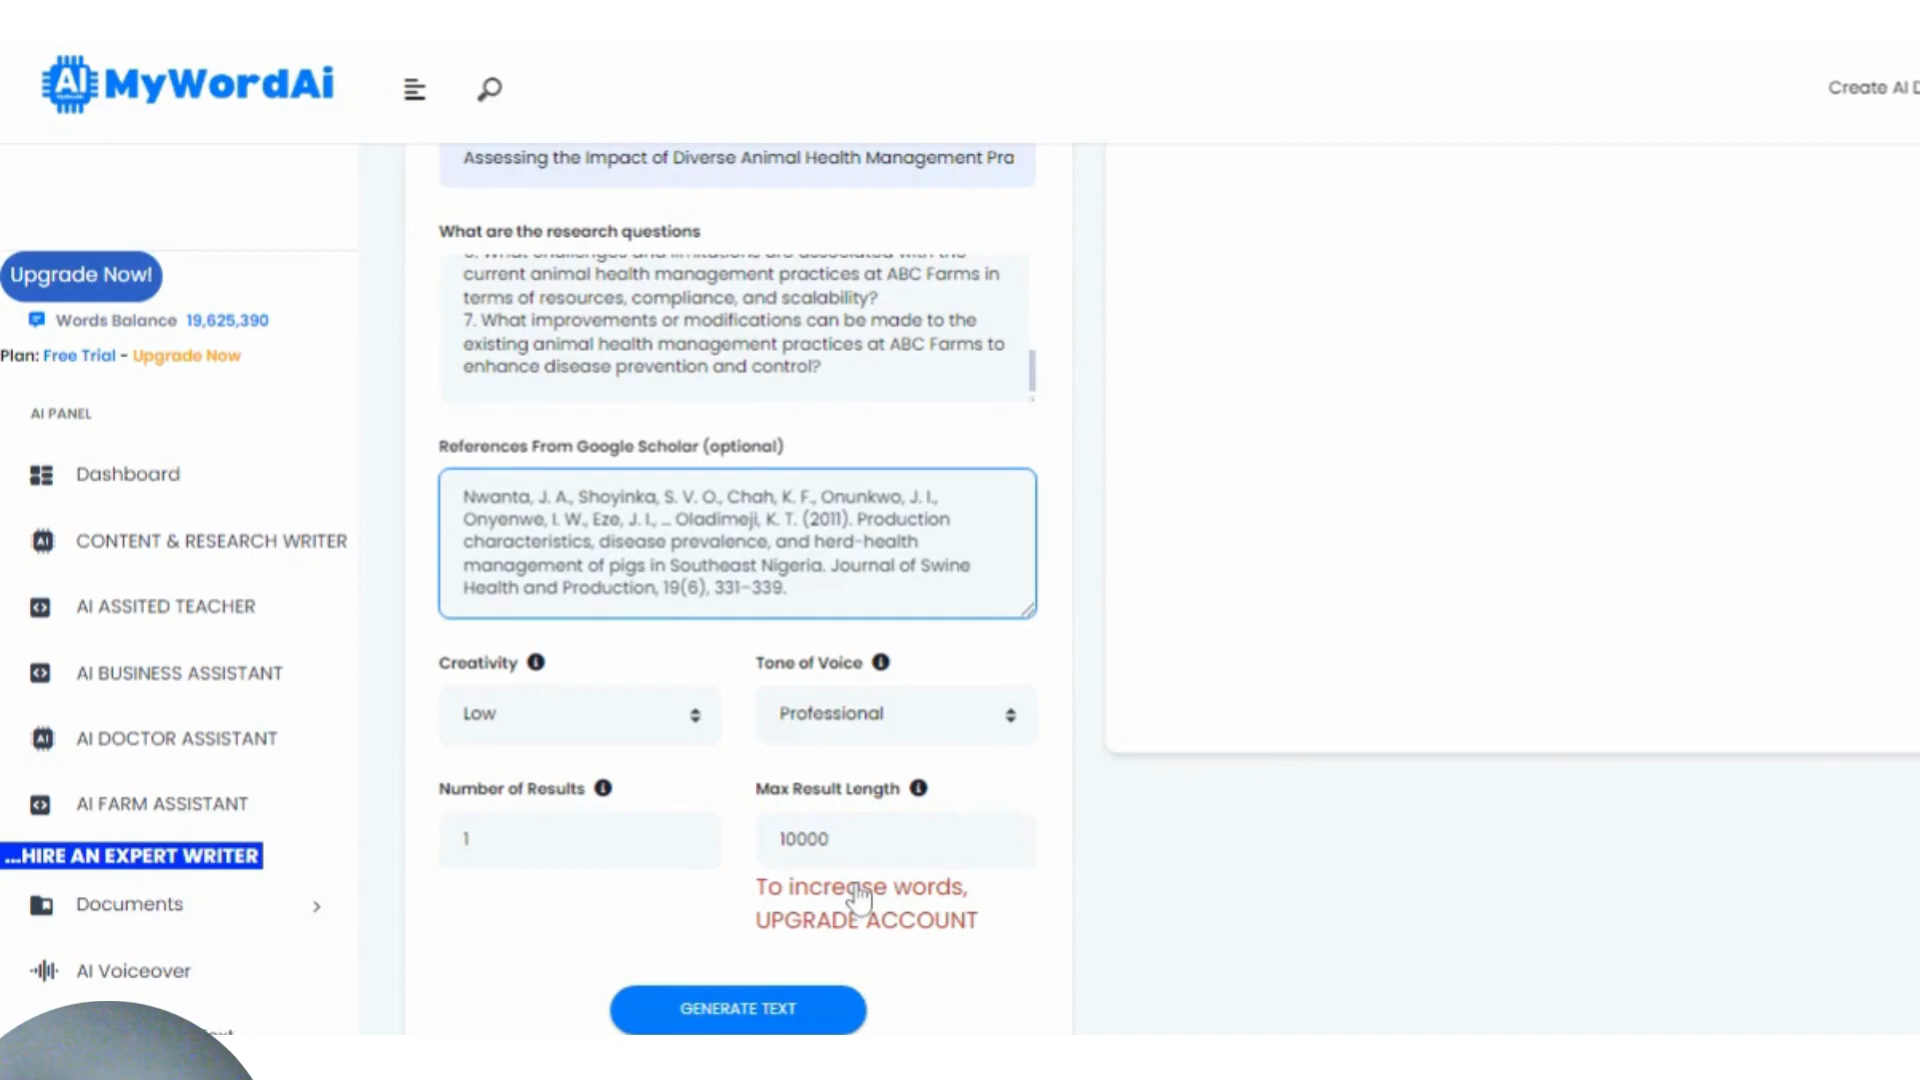 AI MyWordAi
Create AI D
Assessing the Impact of Diverse Animal Health Management Pra
What are the research questions
current animal health management practices at ABC Farms in
terms of resources, compliance, and scalability?
7. What improvements or modifications can be made to the
existing animal health management practices at ABC Farms to
enhance disease prevention and control?
References From Google Scholar (optional)
Nwanta, J. A., Shoyinka, S. V. O., Chah, K. F., Onunkwo, J. I.,
Onyenwe, I. W., Eze, J. I., ... Oladimeji, K. T. (2011). Production
characteristics, disease prevalence, and herd-health
management of pigs in Southeast Nigeria. Journal of Swine
Health and Production, 19(6), 331-339.
Creativity
Tone of Voice
Low
Professional
Number of Results
Max Result Length
1
10000
To increase words,
UPGRADE ACCOUNT
GENERATE TEXT
Upgrade Now!
Words Balance 19,625,390
Plan: Free Trial - Upgrade Now
AI PANEL
Dashboard
CONTENT & RESEARCH WRITER
AI ASSITED TEACHER
AI BUSINESS ASSISTANT
AI DOCTOR ASSISTANT
AI FARM ASSISTANT
...HIRE AN EXPERT WRITER
Documents
AI Voiceover